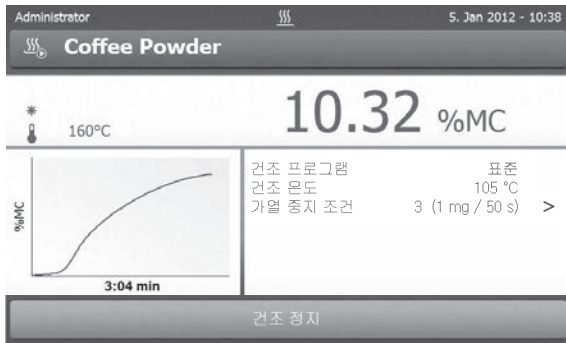 Administrator
5. Jan 2012 - 10:38
Coffee Powder
10.32 %MC
160°C
%MC
3:04 min
건조 프로그램 표준
건조 온도 105 °C
가열 중지 조건 3 (1 mg / 50 s) >
건조 정지